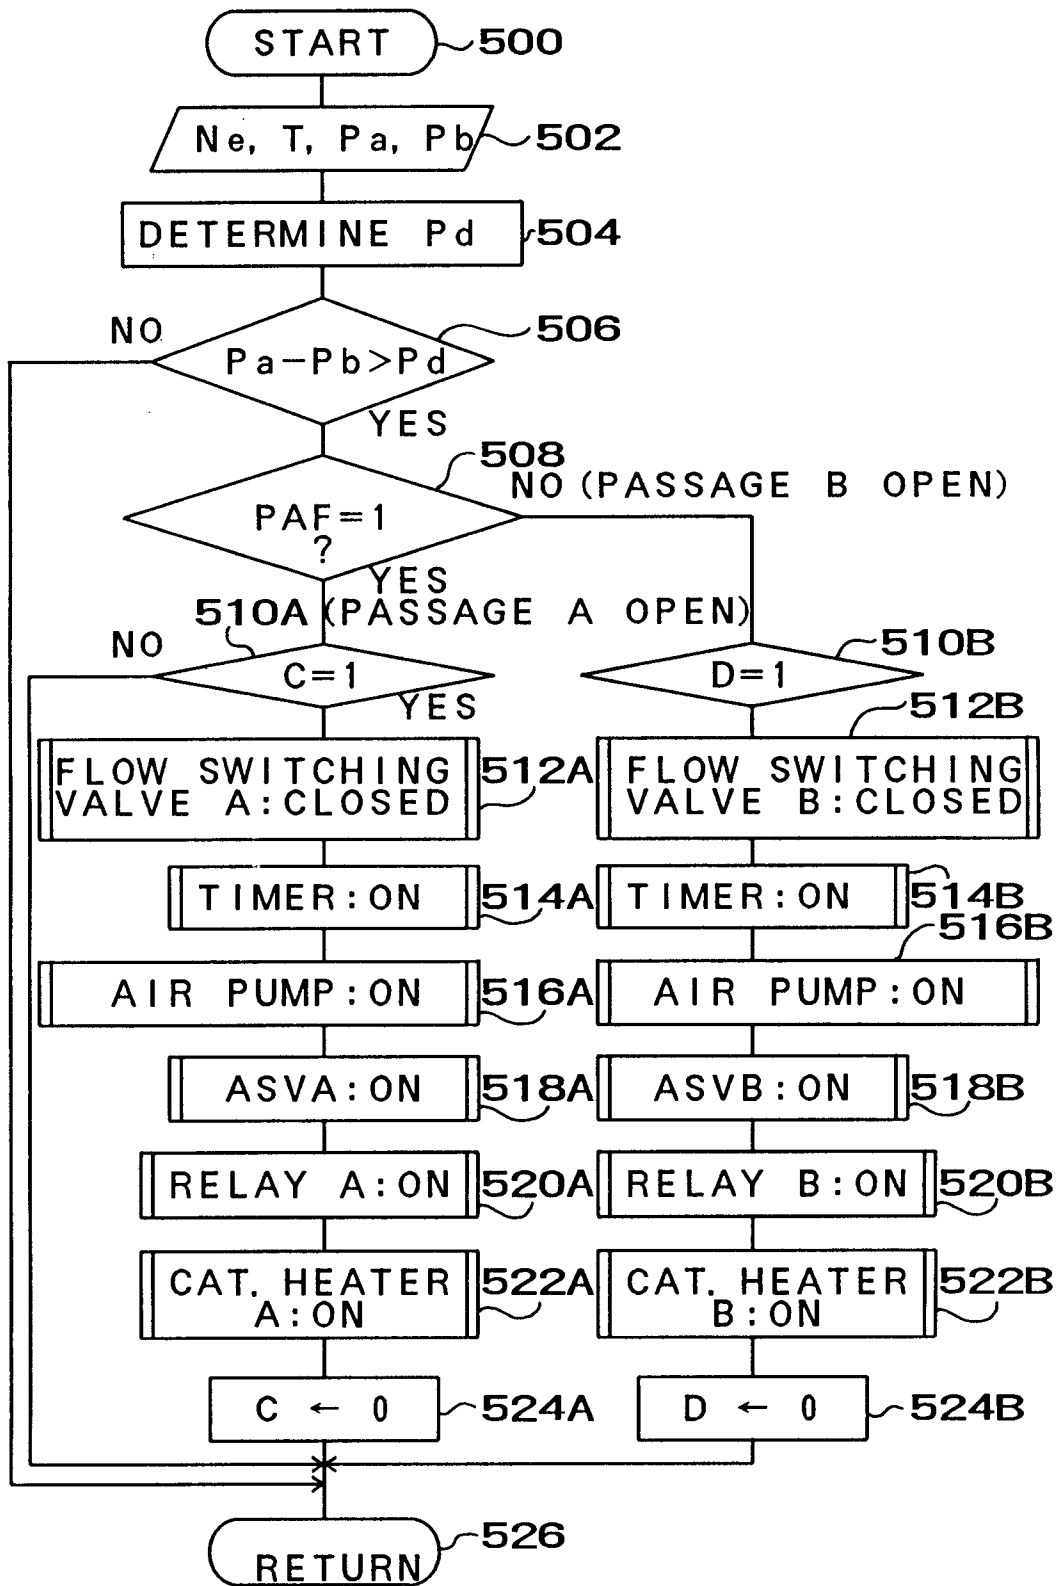 START 500
Ne, T, Pa, Pb 502
DETERMINE Pd 504
NO
506
Pa-Pb>Pd
YES
508
NO (PASSAGE B OPEN)
PAF=1
?
YES
510A (PASSAGE A OPEN)
NO
510B
C=1
D=1
YES
512B
FLOW SWITCHING
VALVE A:CLOSED
512A
FLOW SWITCHING
VALVE B:CLOSED
TIMER:ON
514A
TIMER:ON
514B
516B
AIR PUMP:ON
516A
AIR PUMP:ON
ASVA:ON
518A
ASVB:ON
518B
RELAY A:ON
520A
RELAY B:ON
520B
CAT. HEATER
A:ON
522A
CAT. HEATER
B:ON
522B
C ← 0
524A
D ← 0
524B
526
RETURN